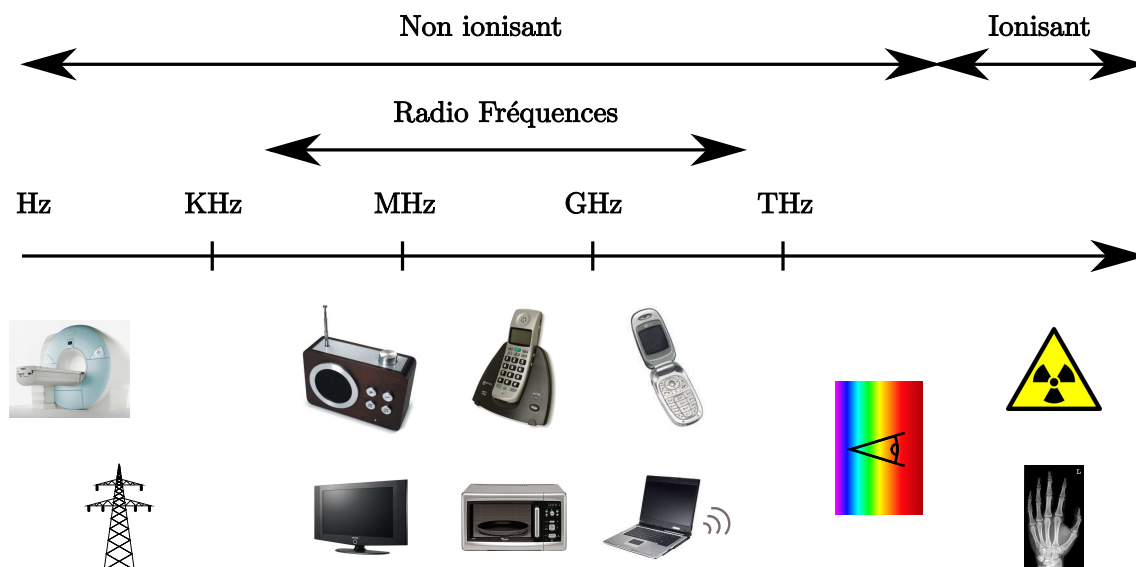 Non ionisant
Ionisant
Radio Fréquences
Hz
KHz
MHz
GHz
THz
L